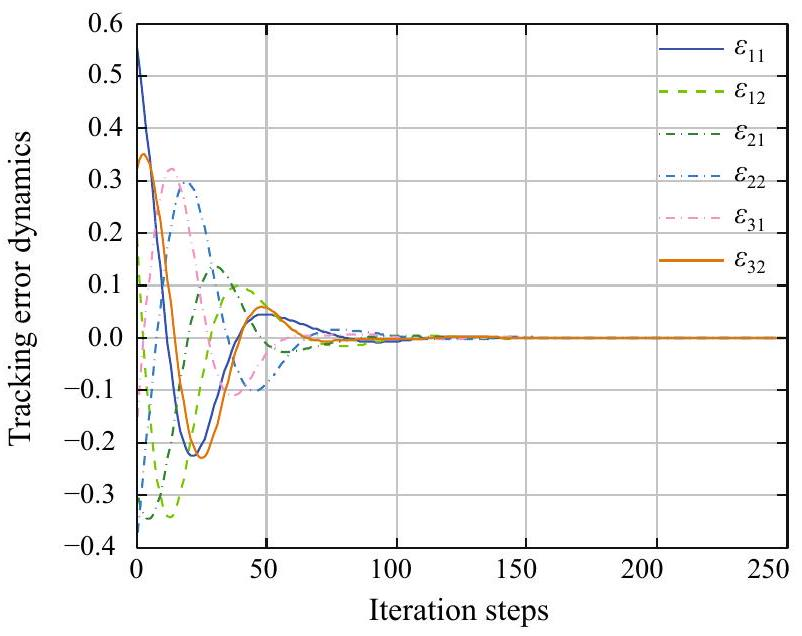 Tracking error dynamics
0.6
0.5
0.4
0.3
0.2
0.1
0.0
−0.1
−0.2
−0.3
−0.4
ε₁₁
ε₁₂
ε₂₁
ε₂₂
ε₃₁
ε₃₂
0 50 100 150 200 250
Iteration steps